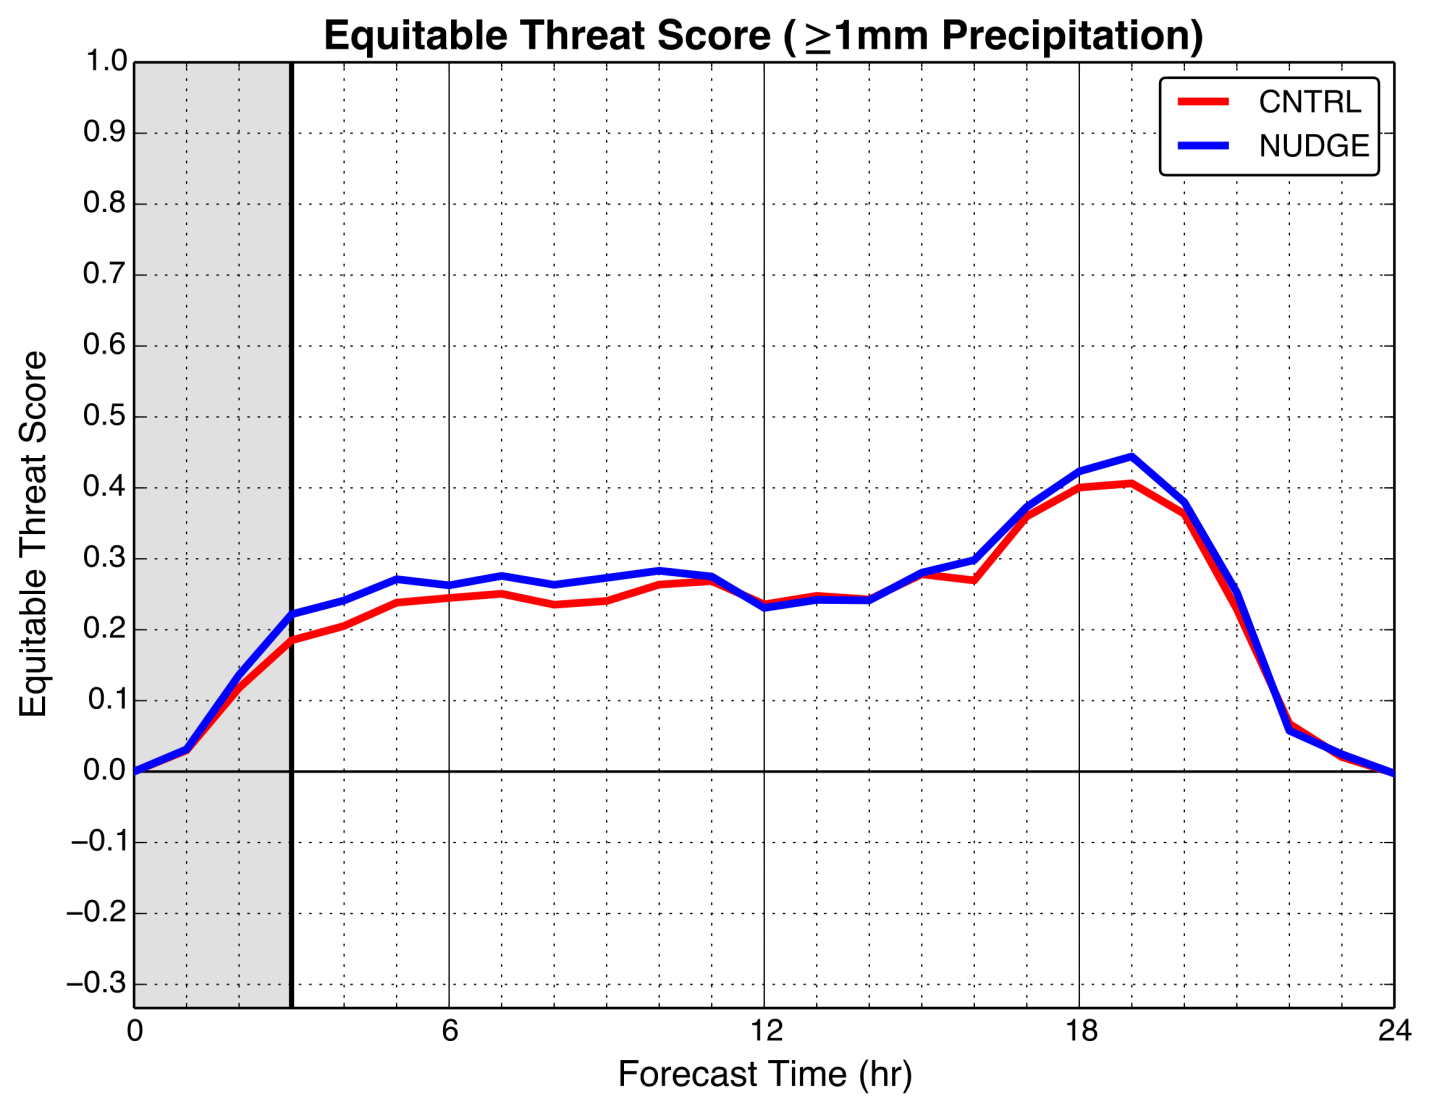 Equitable Threat Score ( ≥1mm Precipitation)
CNTRL
NUDGE
Equitable Threat Score
1.0
0.9
0.8
0.7
0.6
0.5
0.4
0.3
0.2
0.1
0.0
−0.1
−0.2
−0.3
0 6 12 18 24
Forecast Time (hr)